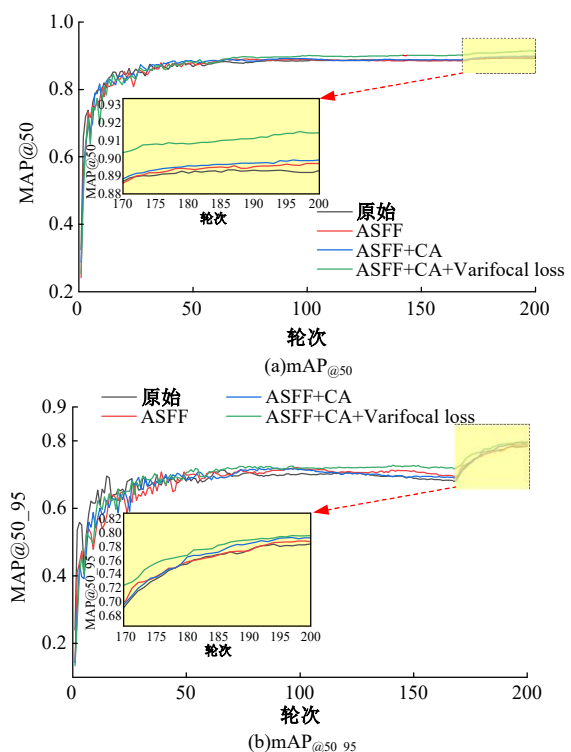 1.0
0.8
0.6
0.4
0.2
MAP@50
0.93
0.92
0.91
0.90
0.89
0.88
MAP@50
170 175 180 185 190 195 200
轮次
原始
ASFF
ASFF+CA
ASFF+CA+Varifocal loss
0 50 100 150 200
轮次
(a)mAP@50
原始 ASFF+CA
ASFF ASFF+CA+Varifocal loss
0.9
0.8
0.6
0.4
0.2
MAP@50_95
0.82
0.80
0.78
0.76
0.74
0.72
0.70
0.68
MAP@50_95
170 175 180 185 190 195 200
轮次
0 50 100 150 200
轮次
(b)mAP@50_95